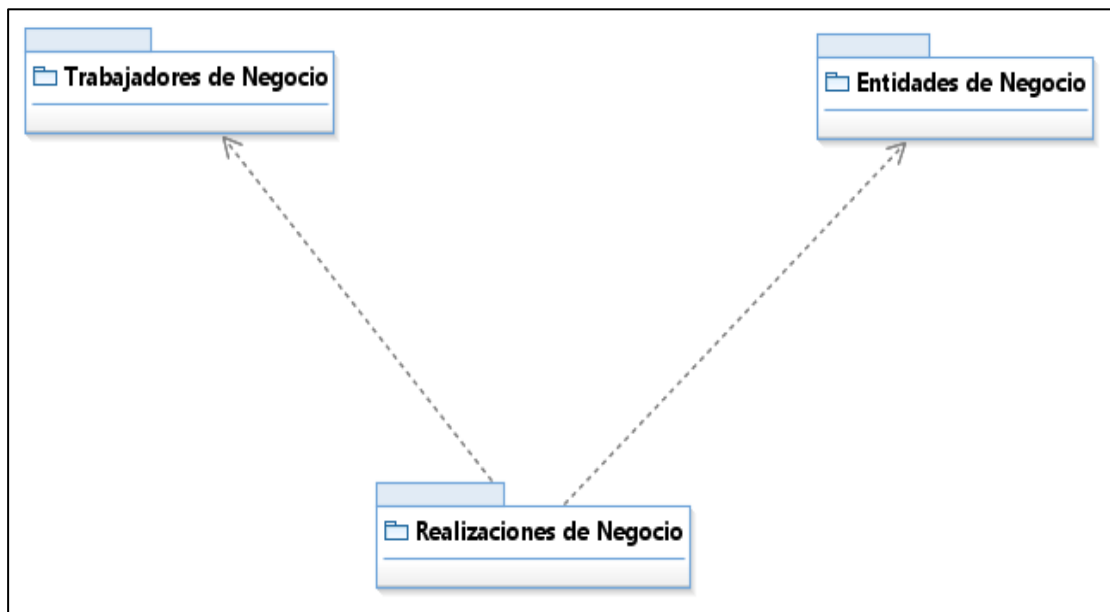 Trabajadores de Negocio
Entidades de Negocio
Realizaciones de Negocio